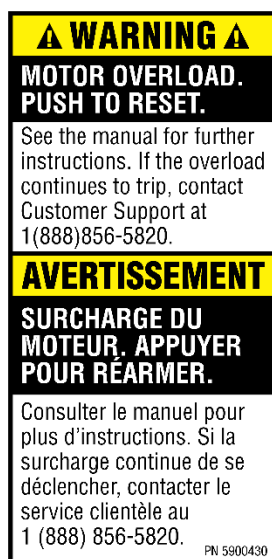 WARNING
MOTOR OVERLOAD.
PUSH TO RESET.
See the manual for further
instructions. If the overload
continues to trip, contact
Customer Support at
1(888)856-5820.
AVERTISSEMENT
SURCHARGE DU
MOTEUR. APPUYER
POUR RÉARMER.
Consulter le manuel pour
plus d'instructions. Si la
surcharge continue de se
déclencher, contacter le
service clientèle au
1 (888) 856-5820.
PN 5900430